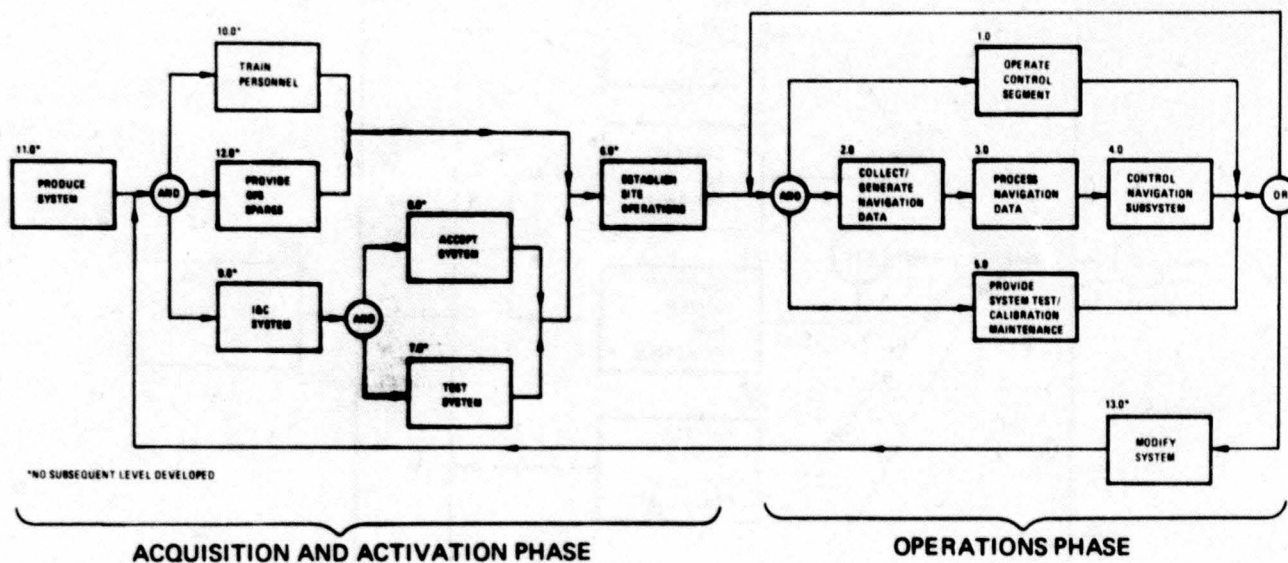 10.0*
TRAIN
PERSONNEL
11.0*
PRODUCE
SYSTEM
AND
12.0*
PROVIDE
GPS
SPARES
9.0*
I&C
SYSTEM
AND
8.0*
ACCEPT
SYSTEM
7.0*
TEST
SYSTEM
6.0*
ESTABLISH
SITE
OPERATIONS
AND
1.0
OPERATE
CONTROL
SEGMENT
2.0
COLLECT/
GENERATE
NAVIGATION
DATA
3.0
PROCESS
NAVIGATION
DATA
4.0
CONTROL
NAVIGATION
SUBSYSTEM
OR
5.0
PROVIDE
SYSTEM TEST/
CALIBRATION
MAINTENANCE
13.0*
MODIFY
SYSTEM
*NO SUBSEQUENT LEVEL DEVELOPED
ACQUISITION AND ACTIVATION PHASE
OPERATIONS PHASE